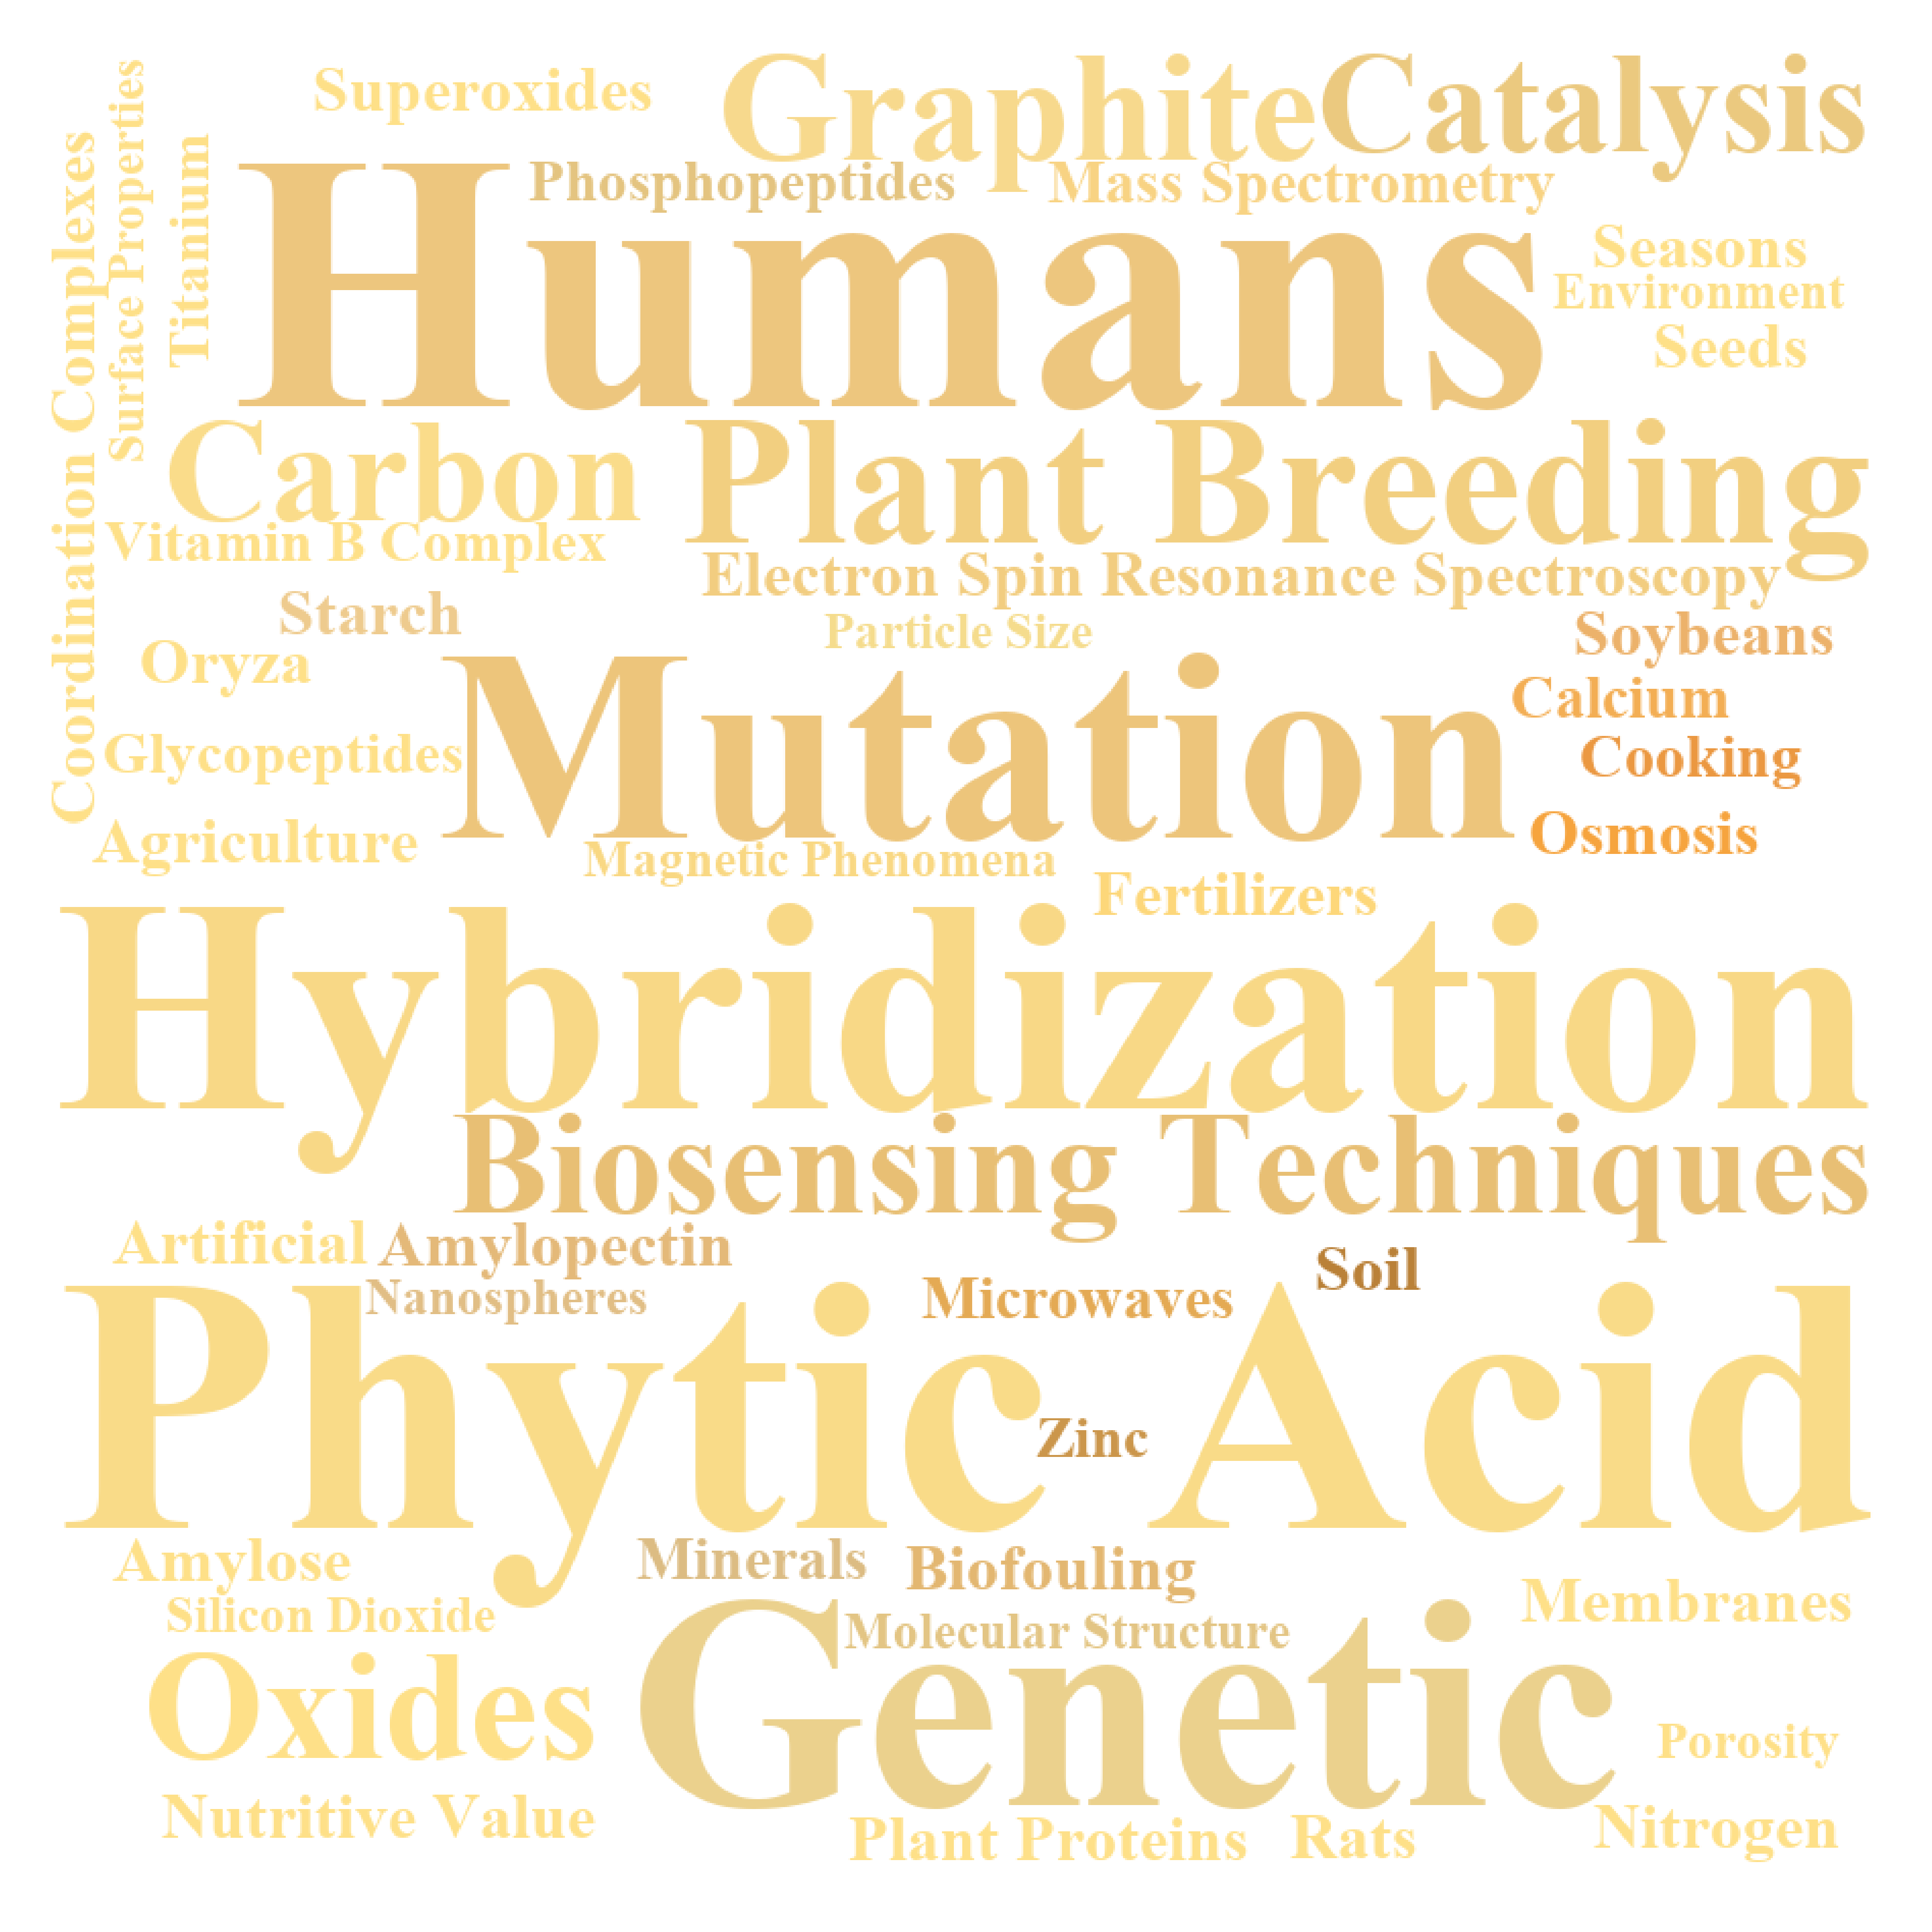 Superoxides
Graphite
Catalysis
Coordination Complexes
Surface Properties
Titanium
Humans
Phosphopeptides
Mass Spectrometry
Seasons
Environment
Seeds
Carbon
Plant Breeding
Vitamin B Complex
Electron Spin Resonance Spectroscopy
Starch
Particle Size
Soybeans
Oryza
Mutation
Calcium
Glycopeptides
Cooking
Agriculture
Osmosis
Magnetic Phenomena
Fertilizers
Hybridization
Biosensing Techniques
Artificial
Amylopectin
Soil
Nanospheres
Microwaves
Phytic Acid
Zinc
Amylose
Minerals
Biofouling
Silicon Dioxide
Molecular Structure
Membranes
Oxides
Genetic
Porosity
Nutritive Value
Plant Proteins
Rats
Nitrogen